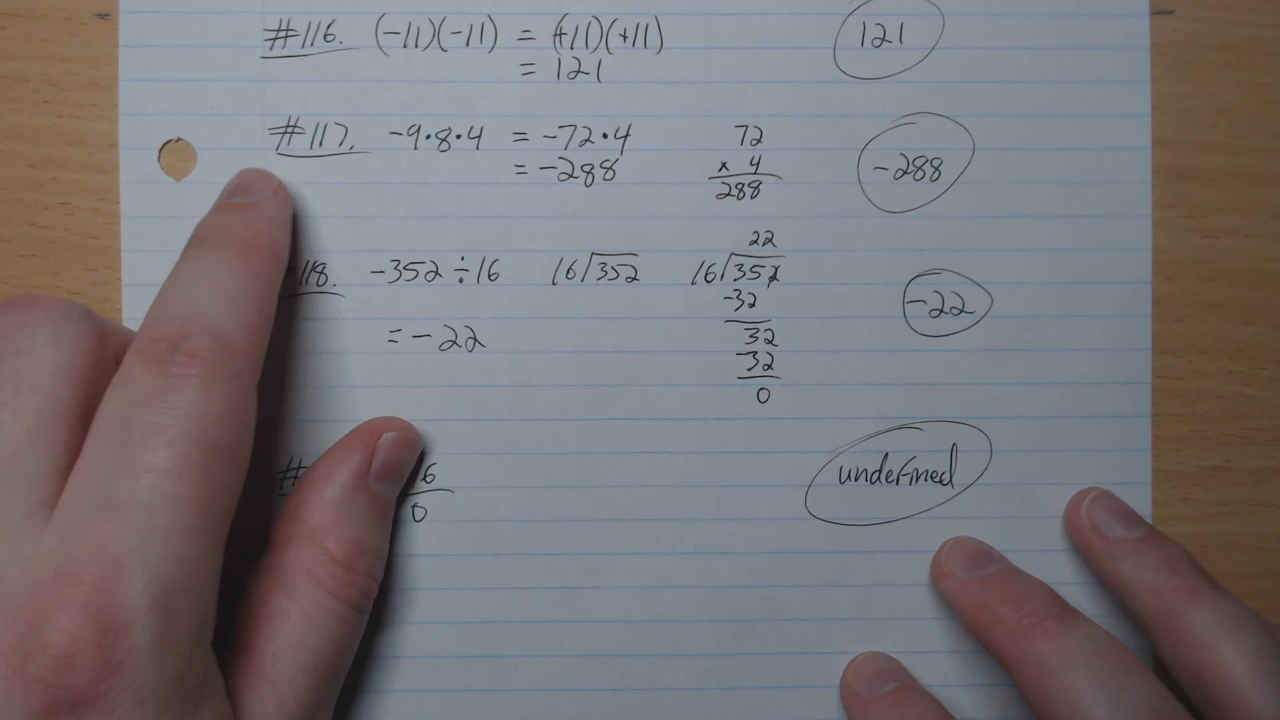 #116. (-11)(-11) = (+11)(+11) 121
= 121
#117. -9·8·4 = -72·4 72 -288
= -288 × 4
288
22
118. -352 ÷ 16 16)352 16)352 -22
-32
= -22 32
-32
0
# 16 undefined
0